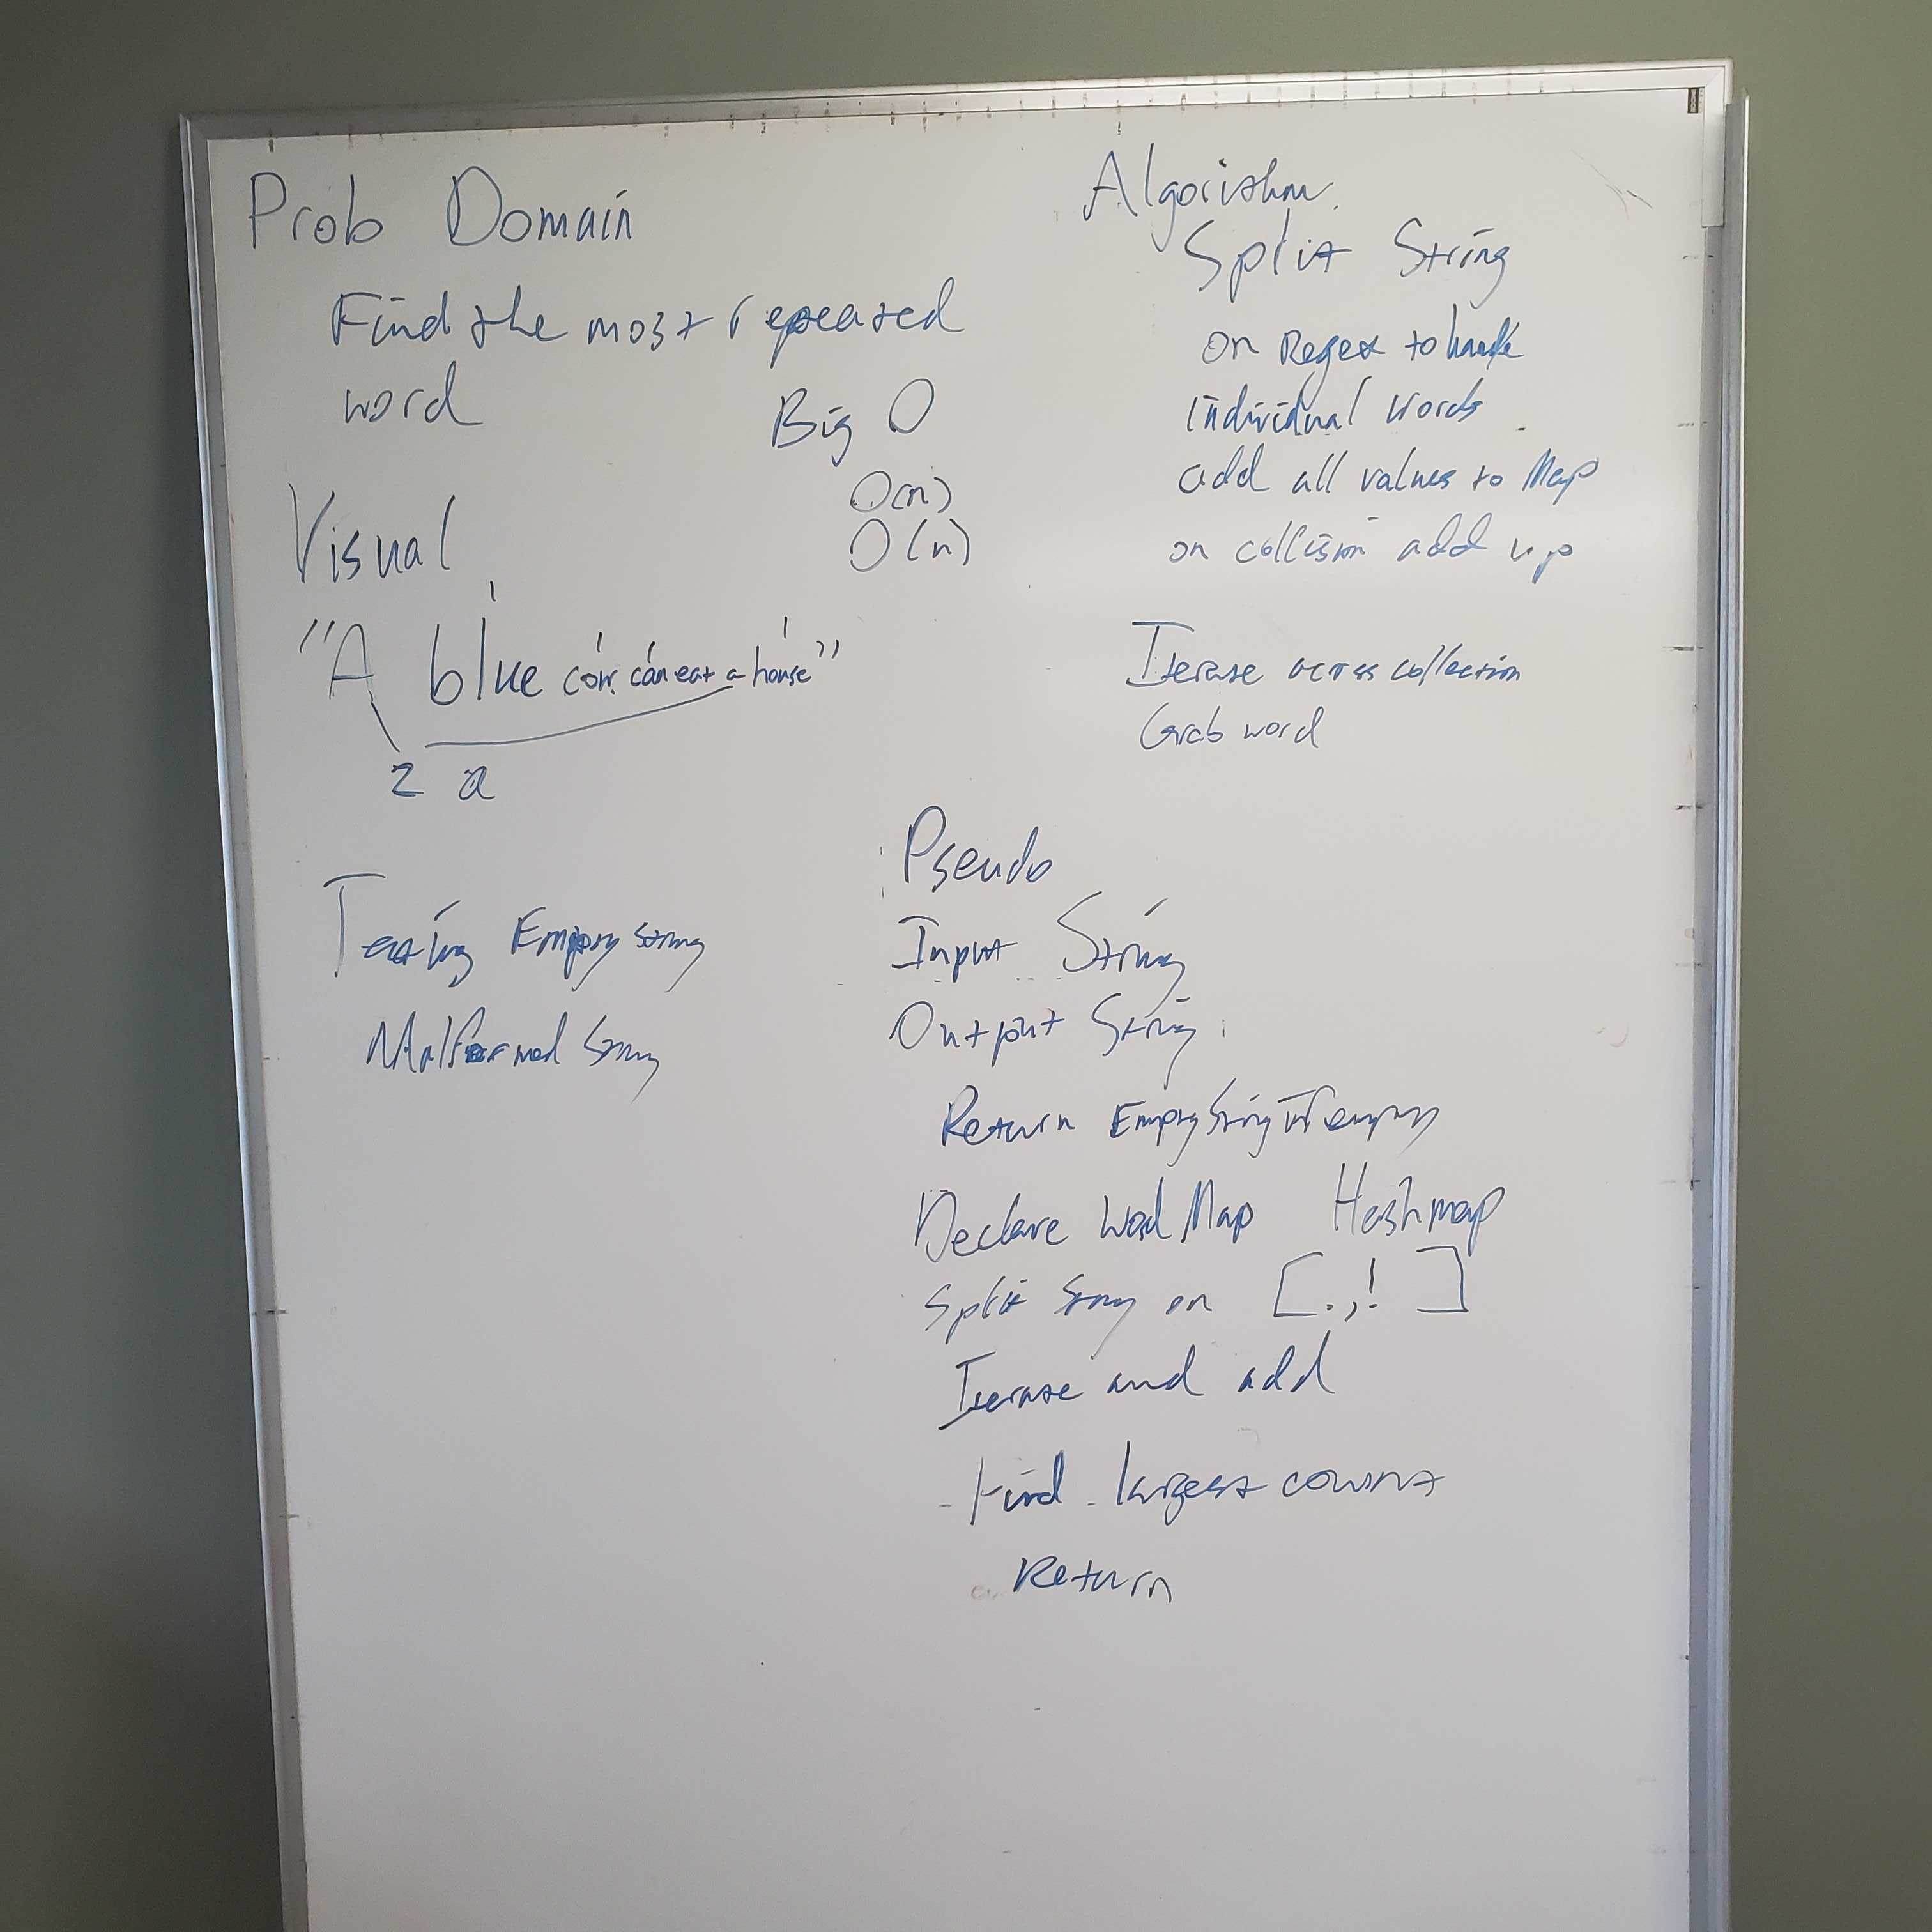 Prob Domain
Find the most repeated
word
Big O
O(n)
O(n)
Visual
"A blue cow can eat a house"
2 a
Testing Empty string
Malformed String
Algorithm
Split String
on Regex to handle
individual words
add all values to Map
on collision add up
Iterate across collection
Grab word
Pseudo
Input String
Output String
Return Empty String if empty
Declare Word Map Hashmap
Split String on [.,! ]
Iterate and add
Find largest count
Return